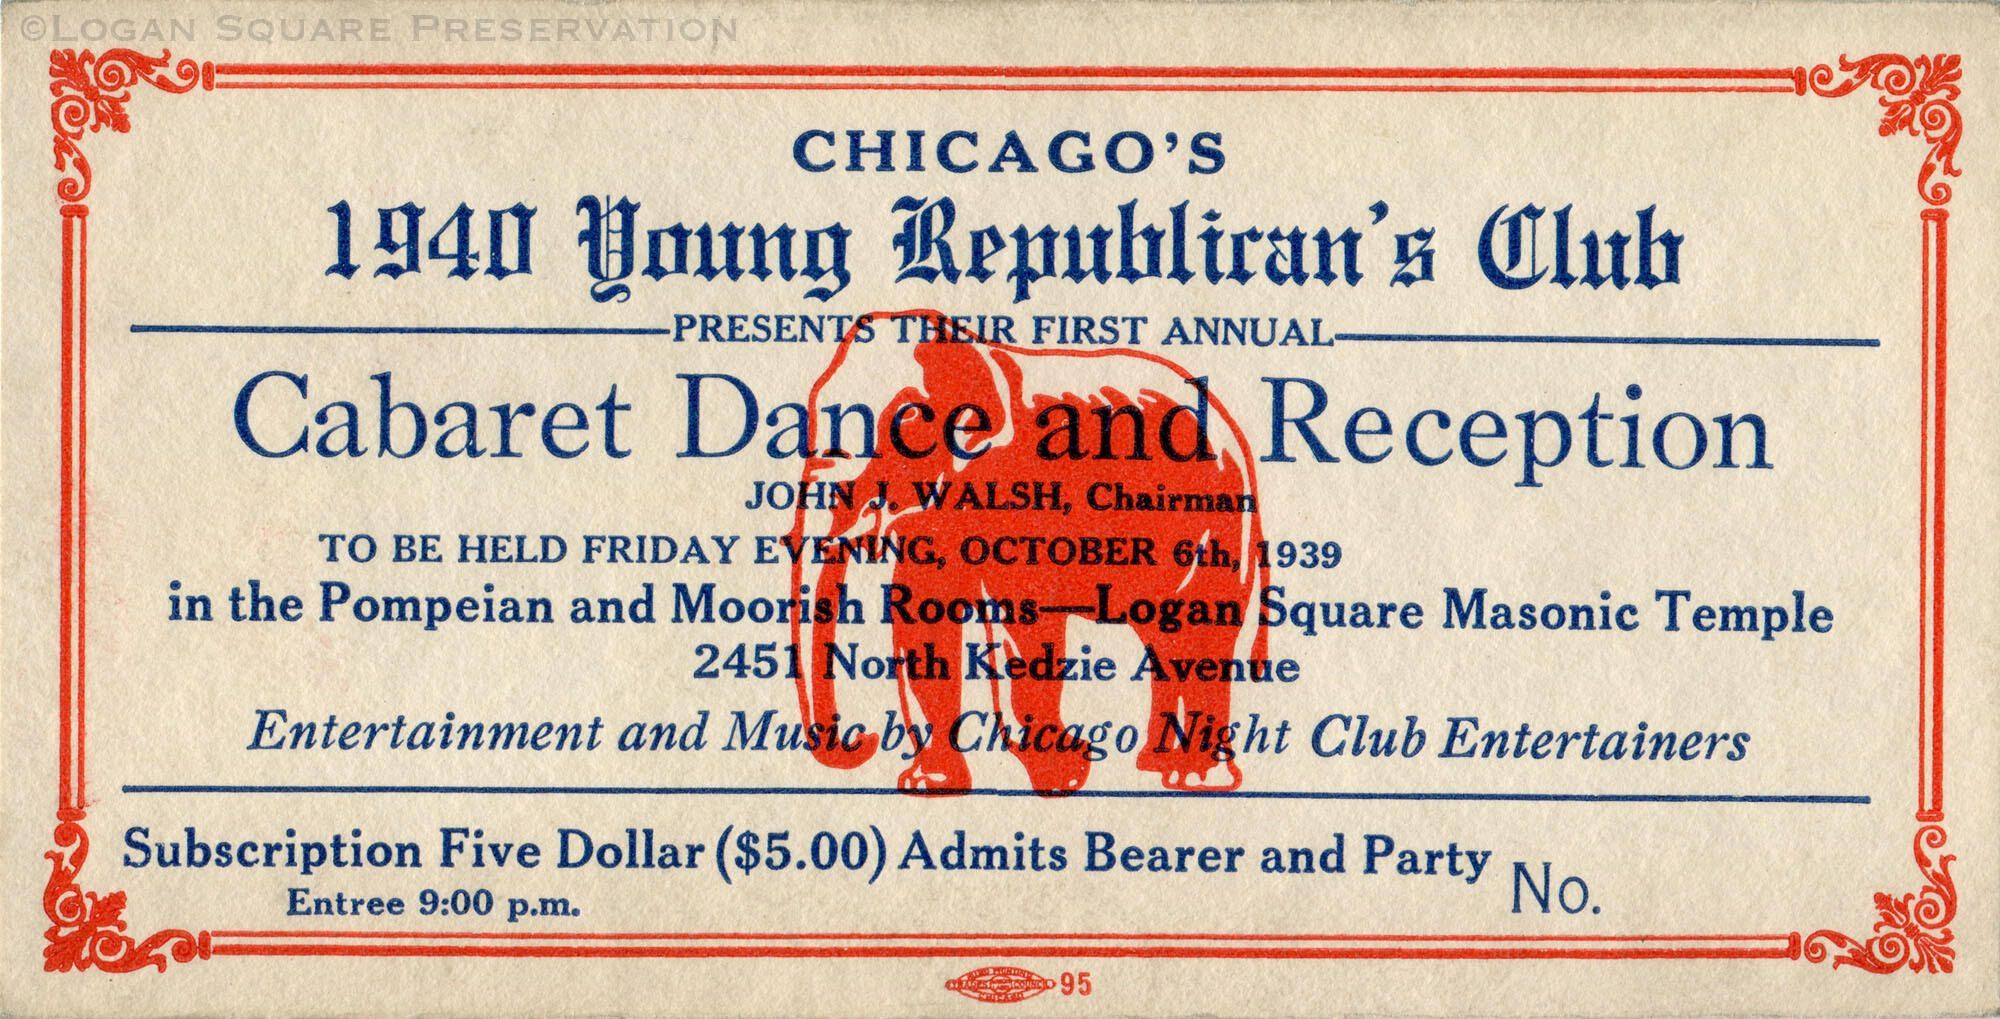 ©Logan Square Preservation
CHICAGO'S
1940 Young Republican's Club
PRESENTS THEIR FIRST ANNUAL
Cabaret Dance and Reception
JOHN J. WALSH, Chairman
TO BE HELD FRIDAY EVENING, OCTOBER 6th, 1939
in the Pompeian and Moorish Rooms—Logan Square Masonic Temple
2451 North Kedzie Avenue
Entertainment and Music by Chicago Night Club Entertainers
Subscription Five Dollar ($5.00) Admits Bearer and Party No.
Entree 9:00 p.m.
TRADES COUNCIL 95
CHICAGO